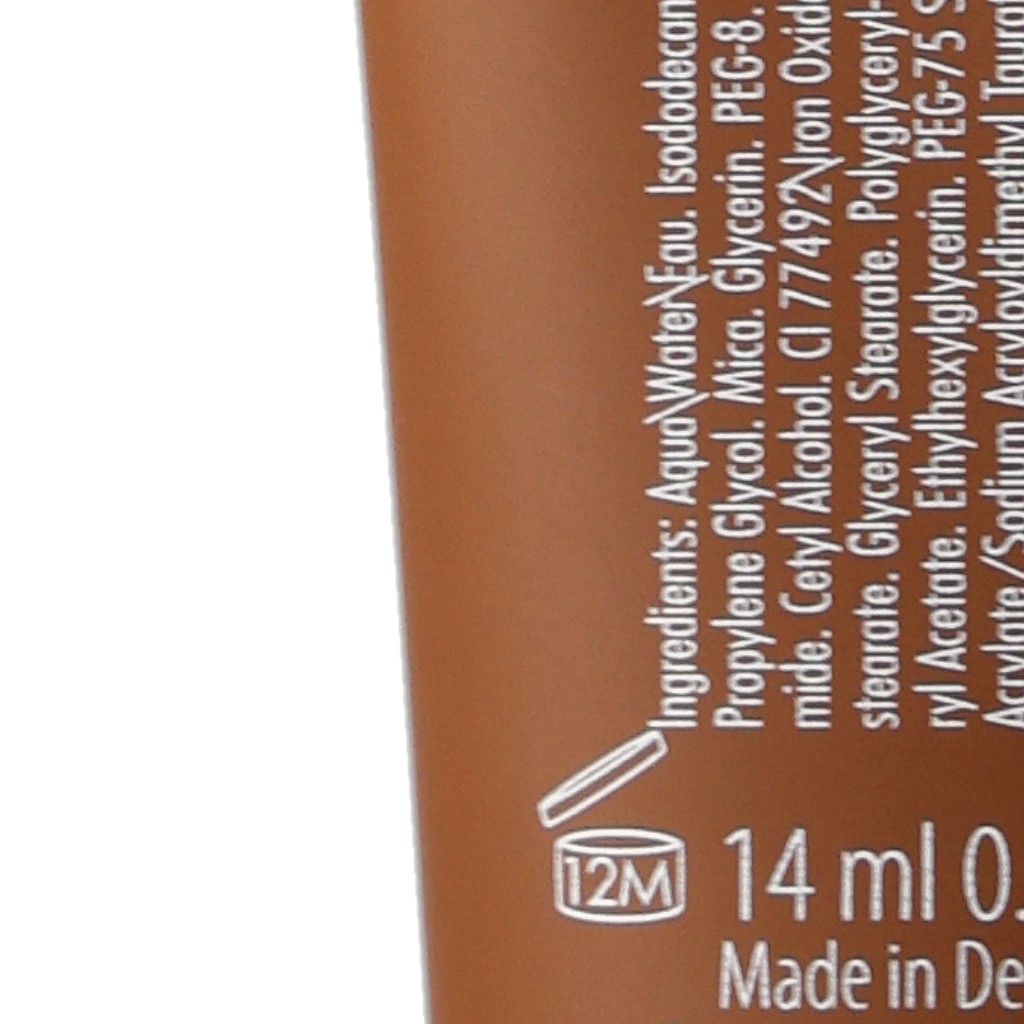 Ingredients: Aqua\Water\Eau. Isododecan
Propylene Glycol. Mica. Glycerin. PEG-8.
mide. Cetyl Alcohol. CI 77492\Iron Oxide
stearate. Glyceryl Stearate. Polyglyceryl-
ryl Acetate. Ethylhexylglycerin. PEG-75 S
Acrylate/Sodium Acryloyldimethyl Taurat
12M
14 ml 0.
Made in De